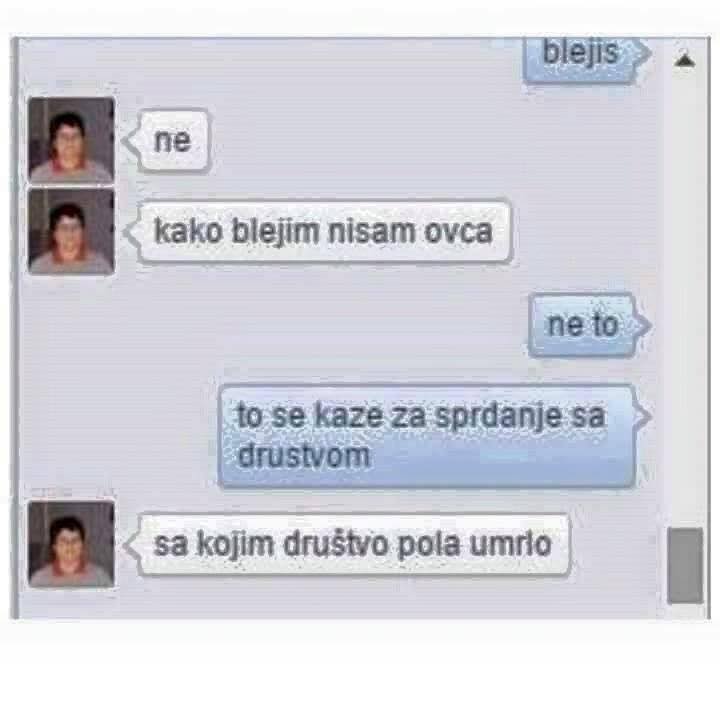 blejis
ne
kako blejim nisam ovca
ne to
to se kaze za sprdanje sa
drustvom
sa kojim društvo pola umrlo